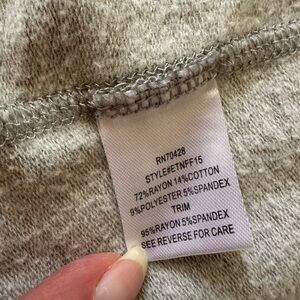 RN70428
STYLE#ETNFF15
72%RAYON 14%COTTON
9%POLYESTER 5%SPANDEX
TRIM
95%RAYON 5%SPANDEX
SEE REVERSE FOR CARE